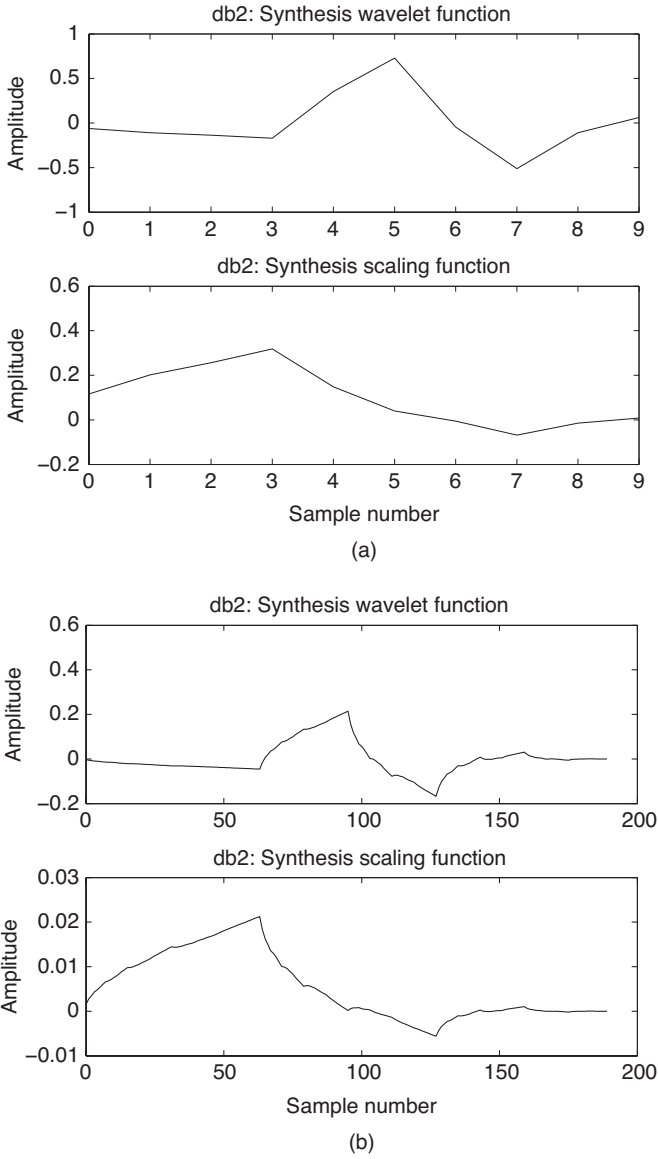 db2: Synthesis wavelet function
1
0.5
0
−0.5
−1
Amplitude
0 1 2 3 4 5 6 7 8 9
db2: Synthesis scaling function
0.6
0.4
0.2
0
−0.2
Amplitude
0 1 2 3 4 5 6 7 8 9
Sample number
(a)
db2: Synthesis wavelet function
0.6
0.4
0.2
0
−0.2
Amplitude
0 50 100 150 200
db2: Synthesis scaling function
0.03
0.02
0.01
0
−0.01
Amplitude
0 50 100 150 200
Sample number
(b)